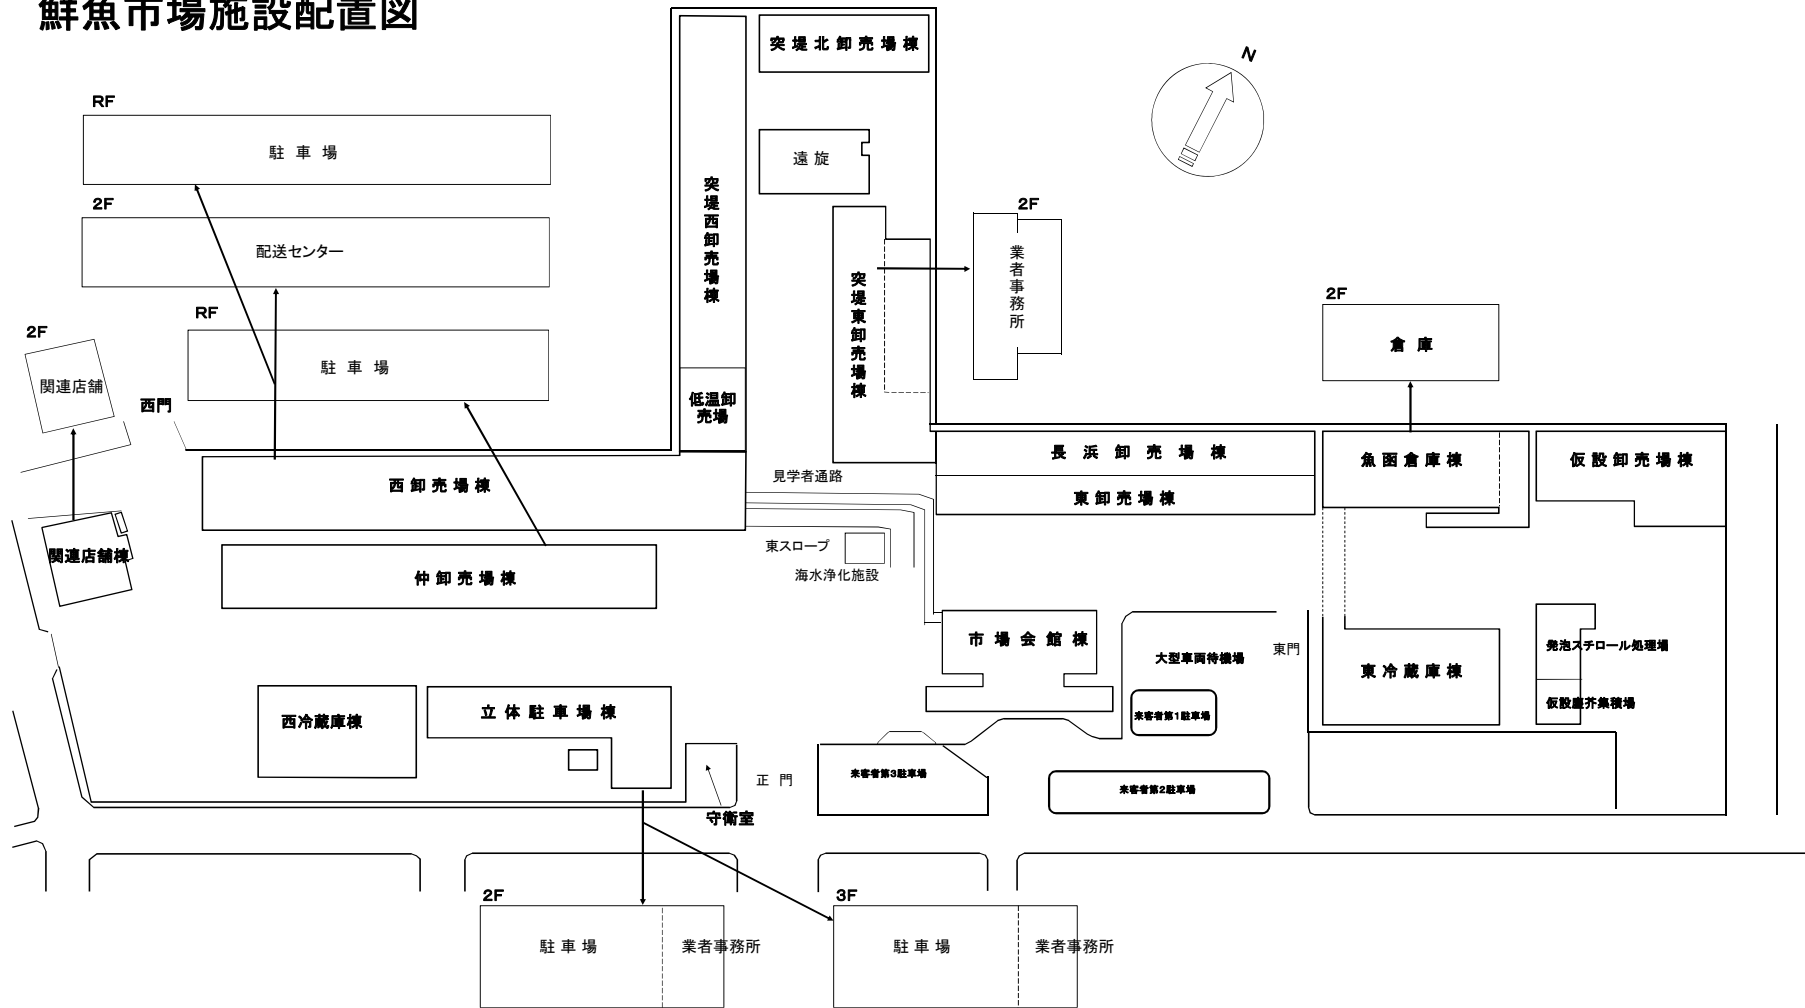 鮮魚市場施設配置図
突堤北卸売場棟
N
RF
駐車場
遠旋
突堤西卸売場棟
2F
配送センター
2F
業者事務所
突堤東卸売場棟
2F
倉庫
RF
駐車場
2F
関連店舗
西門
低温卸
売場
長浜卸売場棟
魚函倉庫棟
仮設卸売場棟
西卸売場棟
見学者通路
東卸売場棟
関連店舗棟
仲卸売場棟
東スロープ
海水浄化施設
市場会館棟
大型車両待機場
東門
発泡スチロール処理場
東冷蔵庫棟
仮設塵芥集積場
西冷蔵庫棟
立体駐車場棟
来客者第1駐車場
正門
来客者第3駐車場
来客者第2駐車場
守衛室
2F
駐車場
業者事務所
3F
駐車場
業者事務所